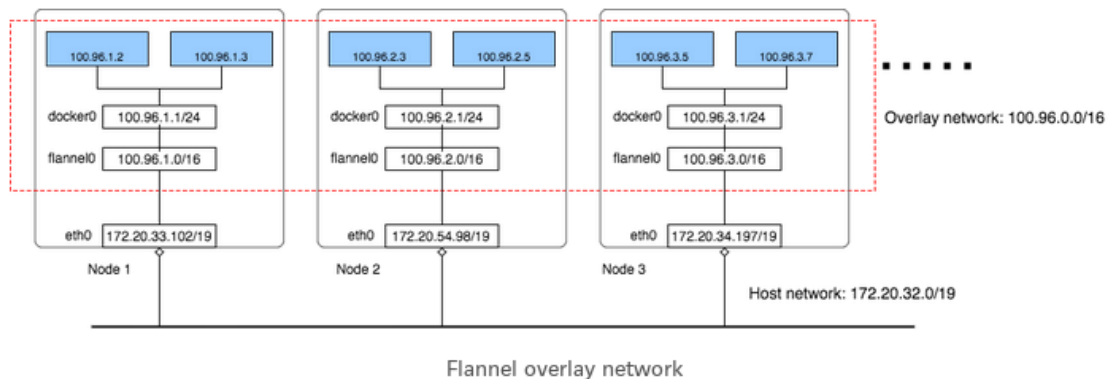 100.96.1.2
100.96.1.3
100.96.2.3
100.96.2.5
100.96.3.5
100.96.3.7
docker0 100.96.1.1/24
docker0 100.96.2.1/24
docker0 100.96.3.1/24
Overlay network: 100.96.0.0/16
flannel0 100.96.1.0/16
flannel0 100.96.2.0/16
flannel0 100.96.3.0/16
eth0 172.20.33.102/19
eth0 172.20.54.98/19
eth0 172.20.34.197/19
Node 1
Node 2
Node 3
Host network: 172.20.32.0/19
Flannel overlay network